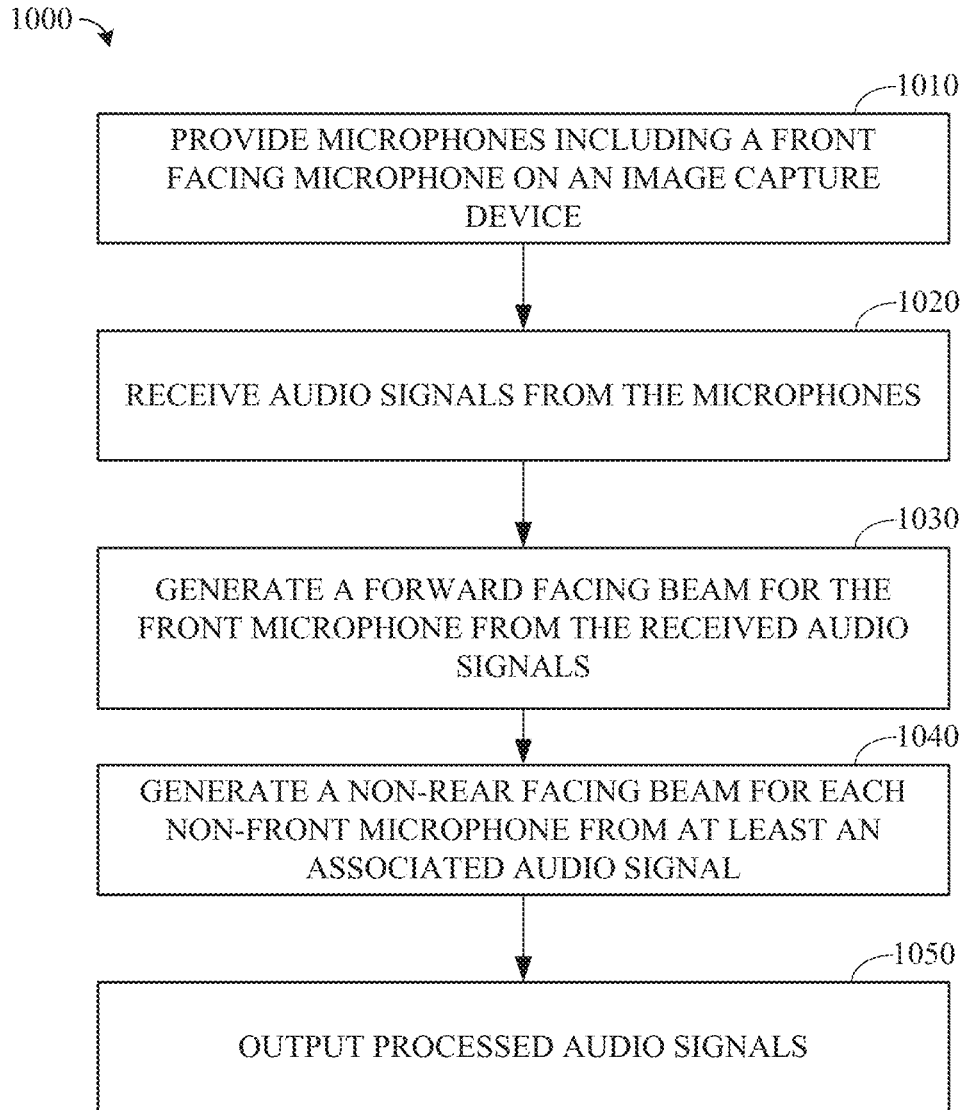 1000
1010
PROVIDE MICROPHONES INCLUDING A FRONT
FACING MICROPHONE ON AN IMAGE CAPTURE
DEVICE
1020
RECEIVE AUDIO SIGNALS FROM THE MICROPHONES
1030
GENERATE A FORWARD FACING BEAM FOR THE
FRONT MICROPHONE FROM THE RECEIVED AUDIO
SIGNALS
1040
GENERATE A NON-REAR FACING BEAM FOR EACH
NON-FRONT MICROPHONE FROM AT LEAST AN
ASSOCIATED AUDIO SIGNAL
1050
OUTPUT PROCESSED AUDIO SIGNALS